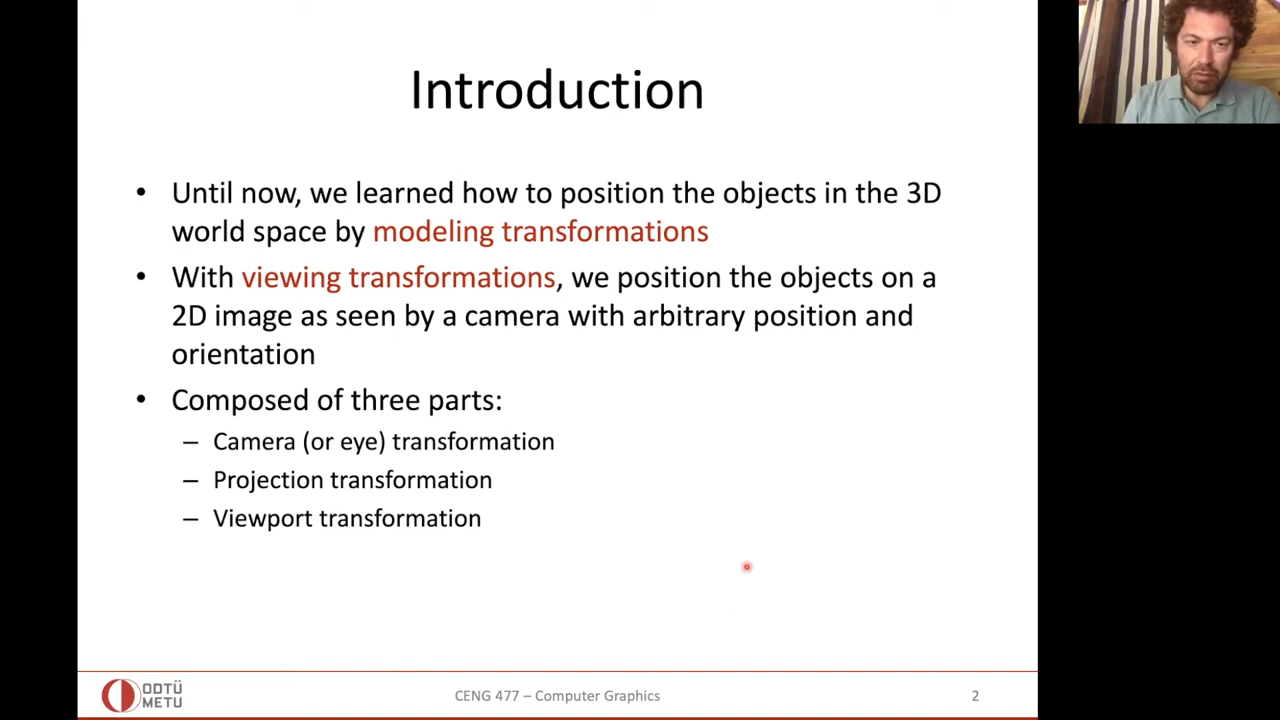 Introduction
• Until now, we learned how to position the objects in the 3D
world space by modeling transformations
• With viewing transformations, we position the objects on a
2D image as seen by a camera with arbitrary position and
orientation
• Composed of three parts:
– Camera (or eye) transformation
– Projection transformation
– Viewport transformation
ODTÜ
METU
CENG 477 – Computer Graphics
2